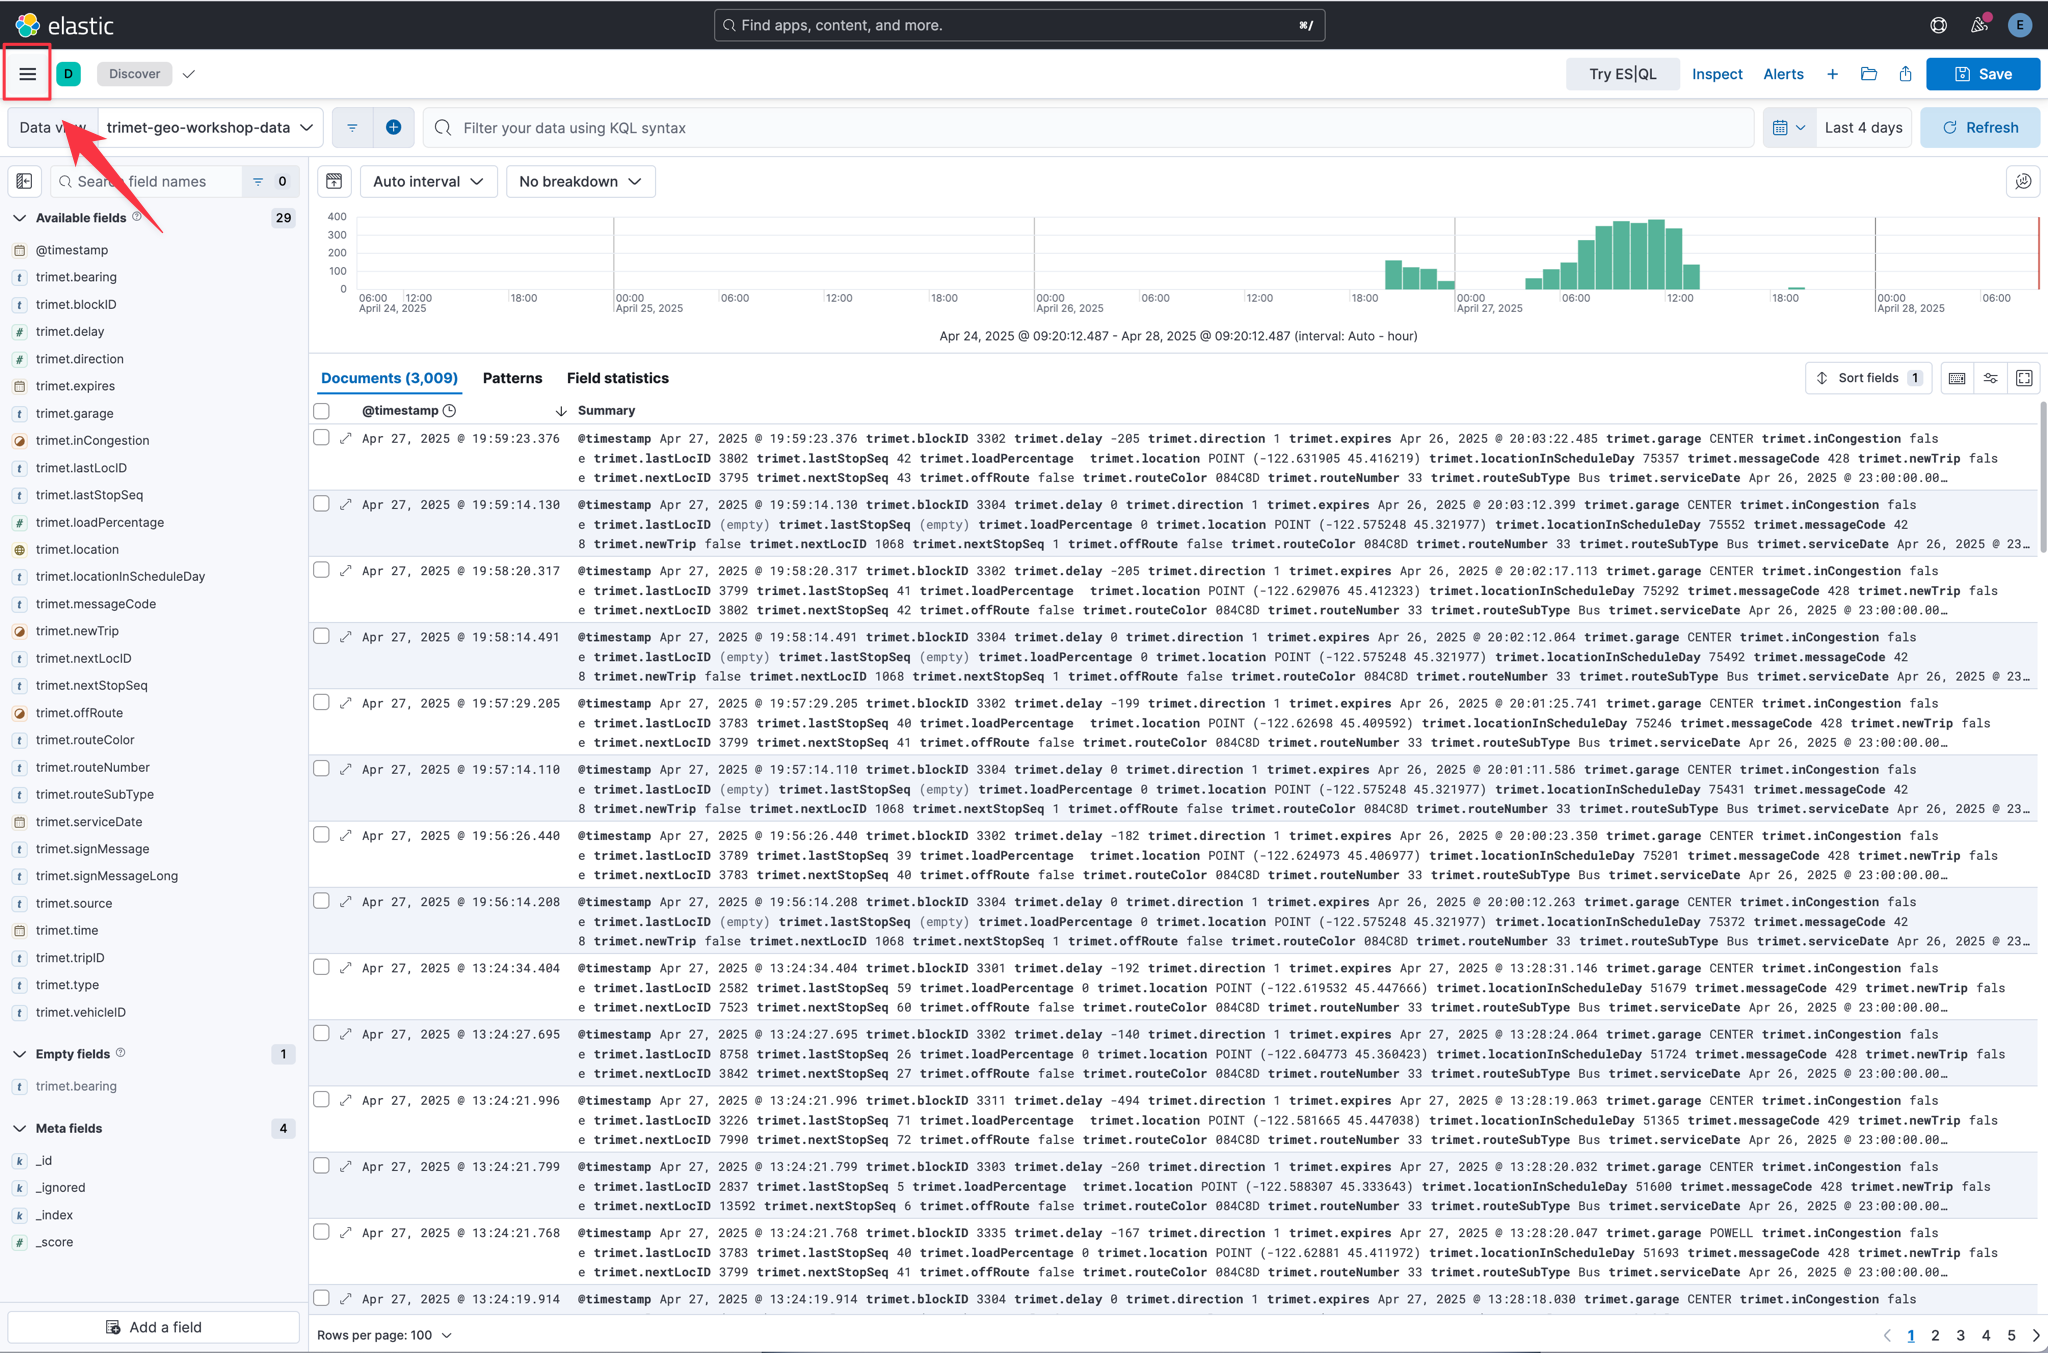 elastic
Find apps, content, and more.
⌘/
E
D
Discover
Try ES|QL
Inspect
Alerts
Save
Data
trimet-geo-workshop-data
Filter your data using KQL syntax
Last 4 days
Refresh
Search field names
0
Auto interval
No breakdown
Available fields
29
@timestamp
trimet.bearing
trimet.blockID
trimet.delay
trimet.direction
trimet.expires
trimet.garage
trimet.inCongestion
trimet.lastLocID
trimet.lastStopSeq
trimet.loadPercentage
trimet.location
trimet.locationInScheduleDay
trimet.messageCode
trimet.newTrip
trimet.nextLocID
trimet.nextStopSeq
trimet.offRoute
trimet.routeColor
trimet.routeNumber
trimet.routeSubType
trimet.serviceDate
trimet.signMessage
trimet.signMessageLong
trimet.source
trimet.time
trimet.tripID
trimet.type
trimet.vehicleID
Empty fields
1
trimet.bearing
Meta fields
4
_id
_ignored
_index
_score
Add a field
400
300
200
100
0
06:00 12:00 18:00 00:00 06:00 12:00 18:00 00:00 06:00 12:00 18:00 00:00 06:00 12:00 18:00 00:00 06:00
April 24, 2025 April 25, 2025 April 26, 2025 April 27, 2025 April 28, 2025
Apr 24, 2025 @ 09:20:12.487 - Apr 28, 2025 @ 09:20:12.487 (interval: Auto - hour)
Documents (3,009)
Patterns
Field statistics
Sort fields 1
@timestamp
Summary
Apr 27, 2025 @ 19:59:23.376 @timestamp Apr 27, 2025 @ 19:59:23.376 trimet.blockID 3302 trimet.delay -205 trimet.direction 1 trimet.expires Apr 26, 2025 @ 20:03:22.485 trimet.garage CENTER trimet.inCongestion fals
e trimet.lastLocID 3802 trimet.lastStopSeq 42 trimet.loadPercentage trimet.location POINT (-122.631905 45.416219) trimet.locationInScheduleDay 75357 trimet.messageCode 428 trimet.newTrip fals
e trimet.nextLocID 3795 trimet.nextStopSeq 43 trimet.offRoute false trimet.routeColor 084C8D trimet.routeNumber 33 trimet.routeSubType Bus trimet.serviceDate Apr 26, 2025 @ 23:00:00.00…
Apr 27, 2025 @ 19:59:14.130 @timestamp Apr 27, 2025 @ 19:59:14.130 trimet.blockID 3304 trimet.delay 0 trimet.direction 1 trimet.expires Apr 26, 2025 @ 20:03:12.399 trimet.garage CENTER trimet.inCongestion fals
e trimet.lastLocID (empty) trimet.lastStopSeq (empty) trimet.loadPercentage 0 trimet.location POINT (-122.575248 45.321977) trimet.locationInScheduleDay 75552 trimet.messageCode 42
8 trimet.newTrip false trimet.nextLocID 1068 trimet.nextStopSeq 1 trimet.offRoute false trimet.routeColor 084C8D trimet.routeNumber 33 trimet.routeSubType Bus trimet.serviceDate Apr 26, 2025 @ 23…
Apr 27, 2025 @ 19:58:20.317 @timestamp Apr 27, 2025 @ 19:58:20.317 trimet.blockID 3302 trimet.delay -205 trimet.direction 1 trimet.expires Apr 26, 2025 @ 20:02:17.113 trimet.garage CENTER trimet.inCongestion fals
e trimet.lastLocID 3799 trimet.lastStopSeq 41 trimet.loadPercentage trimet.location POINT (-122.629076 45.412323) trimet.locationInScheduleDay 75292 trimet.messageCode 428 trimet.newTrip fals
e trimet.nextLocID 3802 trimet.nextStopSeq 42 trimet.offRoute false trimet.routeColor 084C8D trimet.routeNumber 33 trimet.routeSubType Bus trimet.serviceDate Apr 26, 2025 @ 23:00:00.00…
Apr 27, 2025 @ 19:58:14.491 @timestamp Apr 27, 2025 @ 19:58:14.491 trimet.blockID 3304 trimet.delay 0 trimet.direction 1 trimet.expires Apr 26, 2025 @ 20:02:12.064 trimet.garage CENTER trimet.inCongestion fals
e trimet.lastLocID (empty) trimet.lastStopSeq (empty) trimet.loadPercentage 0 trimet.location POINT (-122.575248 45.321977) trimet.locationInScheduleDay 75492 trimet.messageCode 42
8 trimet.newTrip false trimet.nextLocID 1068 trimet.nextStopSeq 1 trimet.offRoute false trimet.routeColor 084C8D trimet.routeNumber 33 trimet.routeSubType Bus trimet.serviceDate Apr 26, 2025 @ 23…
Apr 27, 2025 @ 19:57:29.205 @timestamp Apr 27, 2025 @ 19:57:29.205 trimet.blockID 3302 trimet.delay -199 trimet.direction 1 trimet.expires Apr 26, 2025 @ 20:01:25.741 trimet.garage CENTER trimet.inCongestion fals
e trimet.lastLocID 3783 trimet.lastStopSeq 40 trimet.loadPercentage trimet.location POINT (-122.62698 45.409592) trimet.locationInScheduleDay 75246 trimet.messageCode 428 trimet.newTrip fals
e trimet.nextLocID 3799 trimet.nextStopSeq 41 trimet.offRoute false trimet.routeColor 084C8D trimet.routeNumber 33 trimet.routeSubType Bus trimet.serviceDate Apr 26, 2025 @ 23:00:00.00…
Apr 27, 2025 @ 19:57:14.110 @timestamp Apr 27, 2025 @ 19:57:14.110 trimet.blockID 3304 trimet.delay 0 trimet.direction 1 trimet.expires Apr 26, 2025 @ 20:01:11.586 trimet.garage CENTER trimet.inCongestion fals
e trimet.lastLocID (empty) trimet.lastStopSeq (empty) trimet.loadPercentage 0 trimet.location POINT (-122.575248 45.321977) trimet.locationInScheduleDay 75431 trimet.messageCode 42
8 trimet.newTrip false trimet.nextLocID 1068 trimet.nextStopSeq 1 trimet.offRoute false trimet.routeColor 084C8D trimet.routeNumber 33 trimet.routeSubType Bus trimet.serviceDate Apr 26, 2025 @ 23…
Apr 27, 2025 @ 19:56:26.440 @timestamp Apr 27, 2025 @ 19:56:26.440 trimet.blockID 3302 trimet.delay -182 trimet.direction 1 trimet.expires Apr 26, 2025 @ 20:00:23.350 trimet.garage CENTER trimet.inCongestion fals
e trimet.lastLocID 3789 trimet.lastStopSeq 39 trimet.loadPercentage trimet.location POINT (-122.624973 45.406977) trimet.locationInScheduleDay 75201 trimet.messageCode 428 trimet.newTrip fals
e trimet.nextLocID 3783 trimet.nextStopSeq 40 trimet.offRoute false trimet.routeColor 084C8D trimet.routeNumber 33 trimet.routeSubType Bus trimet.serviceDate Apr 26, 2025 @ 23:00:00.00…
Apr 27, 2025 @ 19:56:14.208 @timestamp Apr 27, 2025 @ 19:56:14.208 trimet.blockID 3304 trimet.delay 0 trimet.direction 1 trimet.expires Apr 26, 2025 @ 20:00:12.263 trimet.garage CENTER trimet.inCongestion fals
e trimet.lastLocID (empty) trimet.lastStopSeq (empty) trimet.loadPercentage 0 trimet.location POINT (-122.575248 45.321977) trimet.locationInScheduleDay 75372 trimet.messageCode 42
8 trimet.newTrip false trimet.nextLocID 1068 trimet.nextStopSeq 1 trimet.offRoute false trimet.routeColor 084C8D trimet.routeNumber 33 trimet.routeSubType Bus trimet.serviceDate Apr 26, 2025 @ 23…
Apr 27, 2025 @ 13:24:34.404 @timestamp Apr 27, 2025 @ 13:24:34.404 trimet.blockID 3301 trimet.delay -192 trimet.direction 1 trimet.expires Apr 27, 2025 @ 13:28:31.146 trimet.garage CENTER trimet.inCongestion fals
e trimet.lastLocID 2582 trimet.lastStopSeq 59 trimet.loadPercentage 0 trimet.location POINT (-122.619532 45.447666) trimet.locationInScheduleDay 51679 trimet.messageCode 429 trimet.newTrip fals
e trimet.nextLocID 7523 trimet.nextStopSeq 60 trimet.offRoute false trimet.routeColor 084C8D trimet.routeNumber 33 trimet.routeSubType Bus trimet.serviceDate Apr 26, 2025 @ 23:00:00.00…
Apr 27, 2025 @ 13:24:27.695 @timestamp Apr 27, 2025 @ 13:24:27.695 trimet.blockID 3302 trimet.delay -140 trimet.direction 1 trimet.expires Apr 27, 2025 @ 13:28:24.064 trimet.garage CENTER trimet.inCongestion fals
e trimet.lastLocID 8758 trimet.lastStopSeq 26 trimet.loadPercentage 0 trimet.location POINT (-122.604773 45.360423) trimet.locationInScheduleDay 51724 trimet.messageCode 428 trimet.newTrip fals
e trimet.nextLocID 3842 trimet.nextStopSeq 27 trimet.offRoute false trimet.routeColor 084C8D trimet.routeNumber 33 trimet.routeSubType Bus trimet.serviceDate Apr 26, 2025 @ 23:00:00.00…
Apr 27, 2025 @ 13:24:21.996 @timestamp Apr 27, 2025 @ 13:24:21.996 trimet.blockID 3311 trimet.delay -494 trimet.direction 1 trimet.expires Apr 27, 2025 @ 13:28:19.063 trimet.garage CENTER trimet.inCongestion fals
e trimet.lastLocID 3226 trimet.lastStopSeq 71 trimet.loadPercentage trimet.location POINT (-122.581665 45.447038) trimet.locationInScheduleDay 51365 trimet.messageCode 429 trimet.newTrip fals
e trimet.nextLocID 7990 trimet.nextStopSeq 72 trimet.offRoute false trimet.routeColor 084C8D trimet.routeNumber 33 trimet.routeSubType Bus trimet.serviceDate Apr 26, 2025 @ 23:00:00.00…
Apr 27, 2025 @ 13:24:21.799 @timestamp Apr 27, 2025 @ 13:24:21.799 trimet.blockID 3303 trimet.delay -260 trimet.direction 1 trimet.expires Apr 27, 2025 @ 13:28:20.032 trimet.garage CENTER trimet.inCongestion fals
e trimet.lastLocID 2837 trimet.lastStopSeq 5 trimet.loadPercentage trimet.location POINT (-122.588307 45.333643) trimet.locationInScheduleDay 51600 trimet.messageCode 428 trimet.newTrip fals
e trimet.nextLocID 13592 trimet.nextStopSeq 6 trimet.offRoute false trimet.routeColor 084C8D trimet.routeNumber 33 trimet.routeSubType Bus trimet.serviceDate Apr 26, 2025 @ 23:00:00.00…
Apr 27, 2025 @ 13:24:21.768 @timestamp Apr 27, 2025 @ 13:24:21.768 trimet.blockID 3335 trimet.delay -167 trimet.direction 1 trimet.expires Apr 27, 2025 @ 13:28:20.047 trimet.garage POWELL trimet.inCongestion fals
e trimet.lastLocID 3783 trimet.lastStopSeq 40 trimet.loadPercentage 0 trimet.location POINT (-122.62881 45.411972) trimet.locationInScheduleDay 51693 trimet.messageCode 428 trimet.newTrip fals
e trimet.nextLocID 3799 trimet.nextStopSeq 41 trimet.offRoute false trimet.routeColor 084C8D trimet.routeNumber 33 trimet.routeSubType Bus trimet.serviceDate Apr 26, 2025 @ 23:00:00.00…
Apr 27, 2025 @ 13:24:19.914 @timestamp Apr 27, 2025 @ 13:24:19.914 trimet.blockID 3304 trimet.delay 0 trimet.direction 1 trimet.expires Apr 27, 2025 @ 13:28:18.030 trimet.garage CENTER trimet.inCongestion fals
Rows per page: 100
1 2 3 4 5